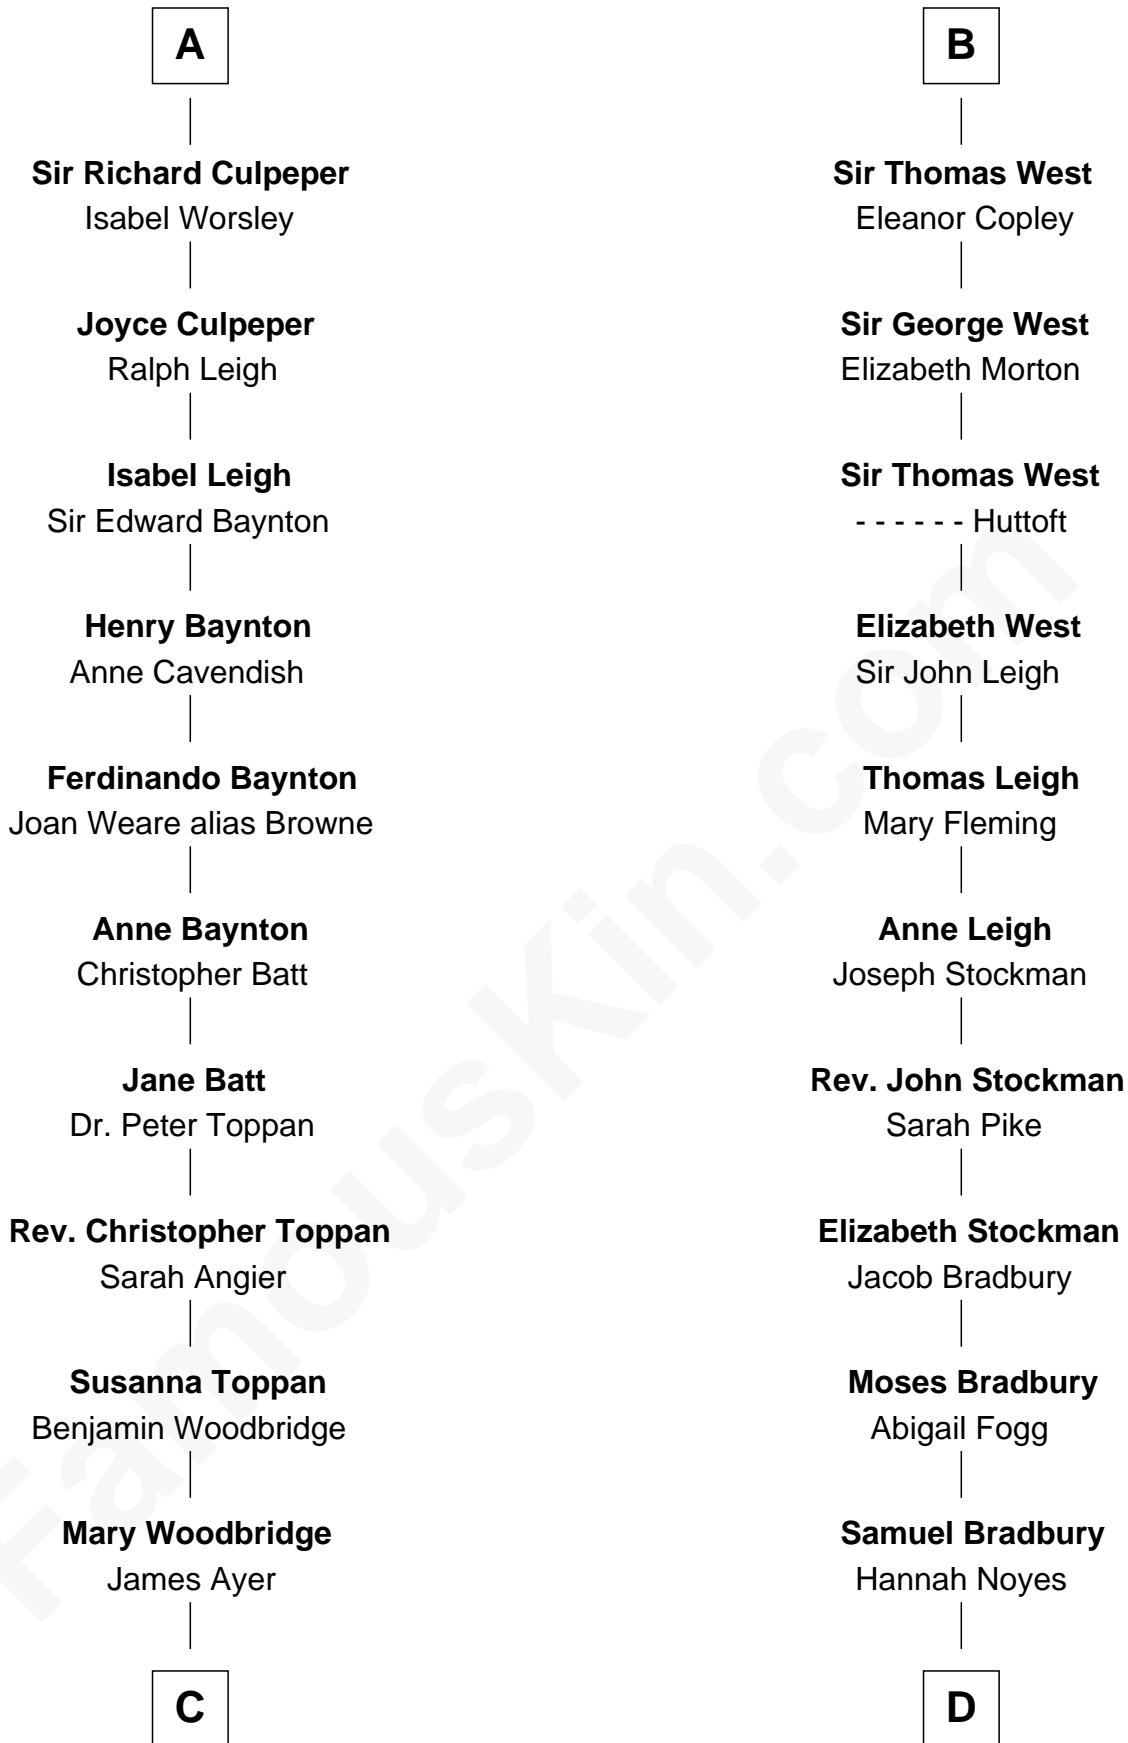 A
Sir Richard Culpeper
Isabel Worsley
Joyce Culpeper
Ralph Leigh
Isabel Leigh
Sir Edward Baynton
Henry Baynton
Anne Cavendish
Ferdinando Baynton
Joan Weare alias Browne
Anne Baynton
Christopher Batt
Jane Batt
Dr. Peter Toppan
Rev. Christopher Toppan
Sarah Angier
Susanna Toppan
Benjamin Woodbridge
Mary Woodbridge
James Ayer
C
B
Sir Thomas West
Eleanor Copley
Sir George West
Elizabeth Morton
Sir Thomas West
- - - - - - Huttoft
Elizabeth West
Sir John Leigh
Thomas Leigh
Mary Fleming
Anne Leigh
Joseph Stockman
Rev. John Stockman
Sarah Pike
Elizabeth Stockman
Jacob Bradbury
Moses Bradbury
Abigail Fogg
Samuel Bradbury
Hannah Noyes
D
FamousKin.com